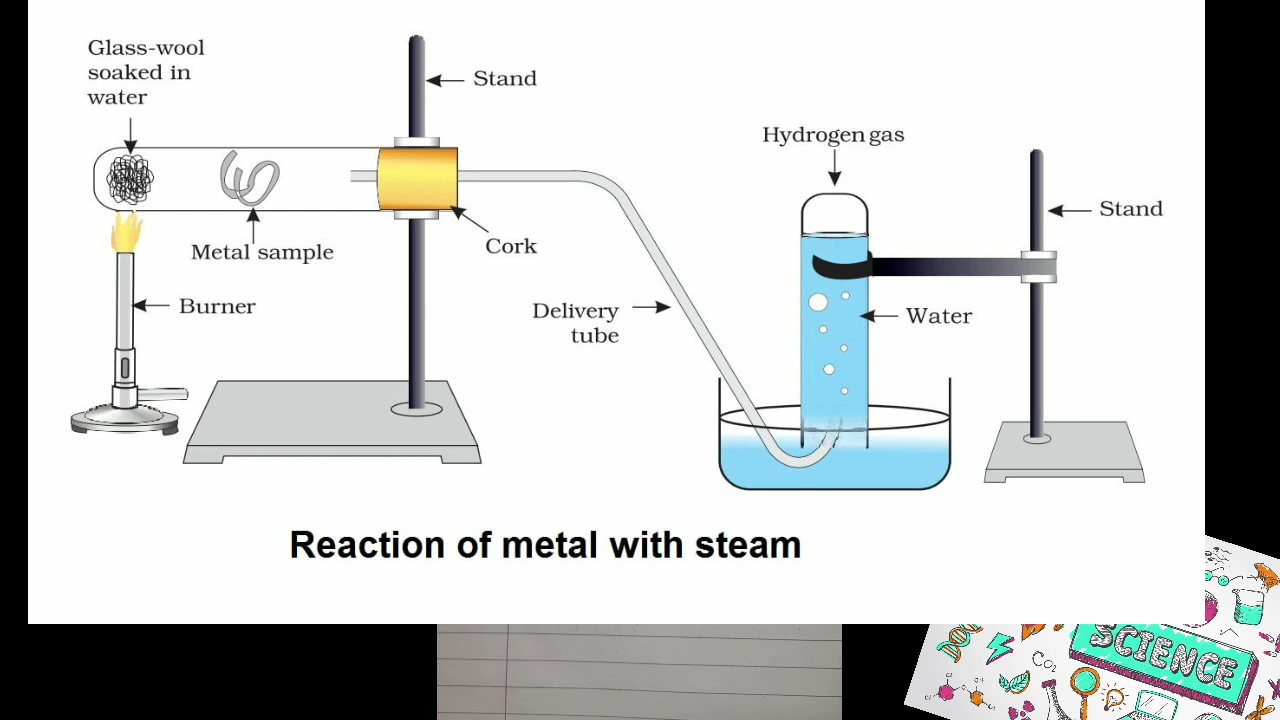 Glass-wool
soaked in
water
Stand
Hydrogen gas
Stand
Metal sample
Cork
Burner
Delivery
tube
Water
Reaction of metal with steam
SCIENCE
CO₂